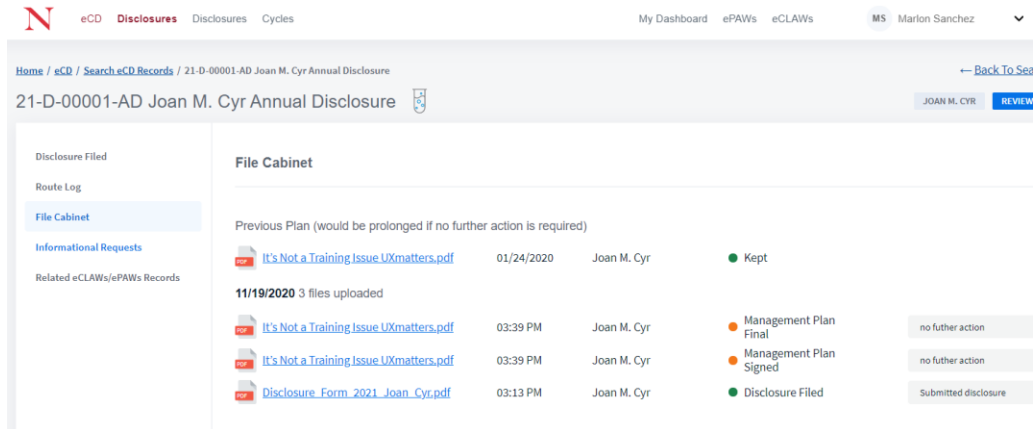 N eCD Disclosures Disclosures Cycles My Dashboard ePAWs eCLAWs MS Marlon Sanchez
Home / eCD / Search eCD Records / 21-D-00001-AD Joan M. Cyr Annual Disclosure ← Back To Sea
21-D-00001-AD Joan M. Cyr Annual Disclosure JOAN M. CYR REVIEW
Disclosure Filed
Route Log
File Cabinet
Informational Requests
Related eCLAWs/ePAWs Records
File Cabinet
Previous Plan (would be prolonged if no further action is required)
PDF It's Not a Training Issue UXmatters.pdf 01/24/2020 Joan M. Cyr Kept
11/19/2020 3 files uploaded
PDF It's Not a Training Issue UXmatters.pdf 03:39 PM Joan M. Cyr Management Plan Final no futher action
PDF It's Not a Training Issue UXmatters.pdf 03:39 PM Joan M. Cyr Management Plan Signed no futher action
PDF Disclosure_Form_2021_Joan_Cyr.pdf 03:13 PM Joan M. Cyr Disclosure Filed Submitted disclosure